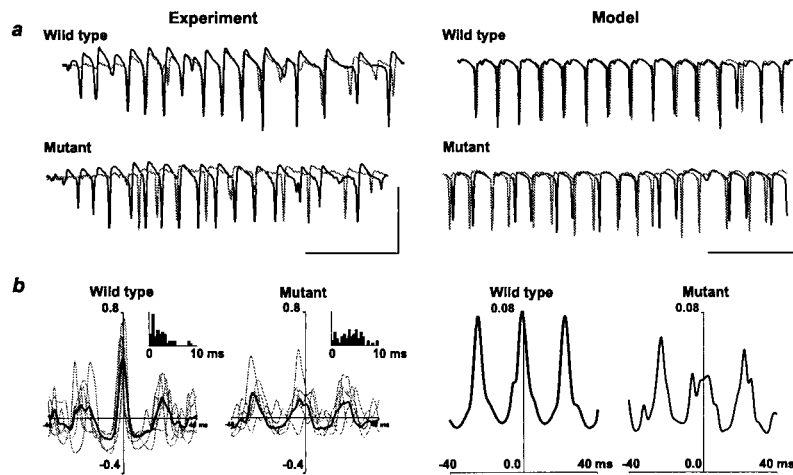 Experiment
Model
a
Wild type
Wild type
Mutant
Mutant
b
Wild type
Mutant
Wild type
Mutant
0.8
0.8
0.08
0.08
0 10 ms
0 10 ms
-0.4
-0.4
-40 0.0 40 ms
-40 0.0 40 ms